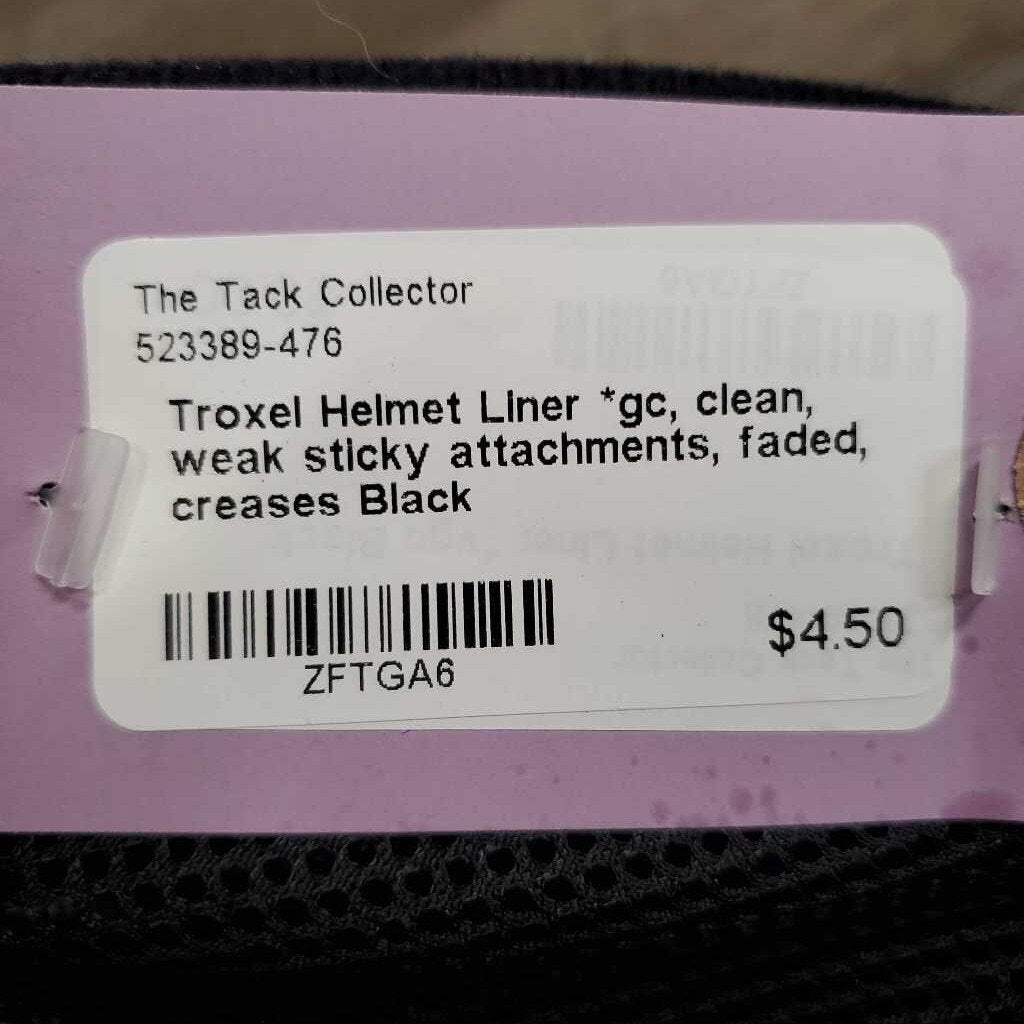 The Tack Collector
523389-476
Troxel Helmet Liner *gc, clean,
weak sticky attachments, faded,
creases Black
ZFTGA6
$4.50